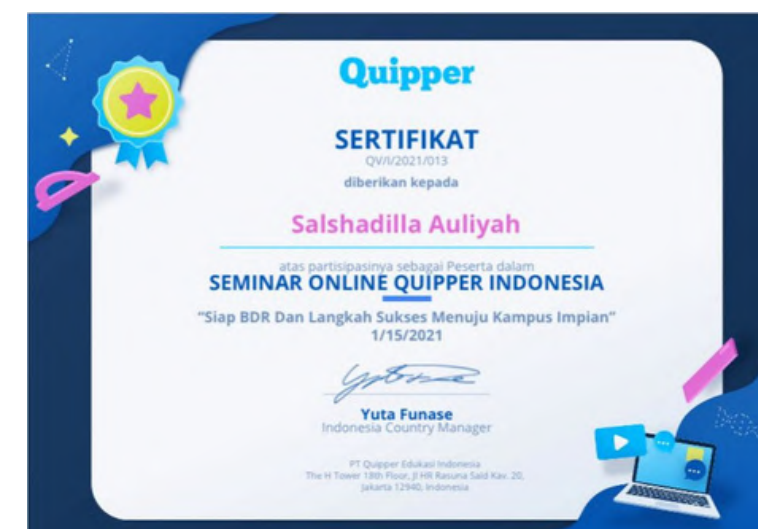 Quipper
SERTIFIKAT
QV/I/2021/013
diberikan kepada
Salshadilla Auliyah
atas partisipasinya sebagai Peserta dalam
SEMINAR ONLINE QUIPPER INDONESIA
"Siap BDR Dan Langkah Sukses Menuju Kampus Impian"
1/15/2021
Yuta Funase
Indonesia Country Manager
PT Quipper Edukasi Indonesia
The H Tower 18th Floor, Jl HR Rasuna Said Kav. 20,
Jakarta 12940, Indonesia